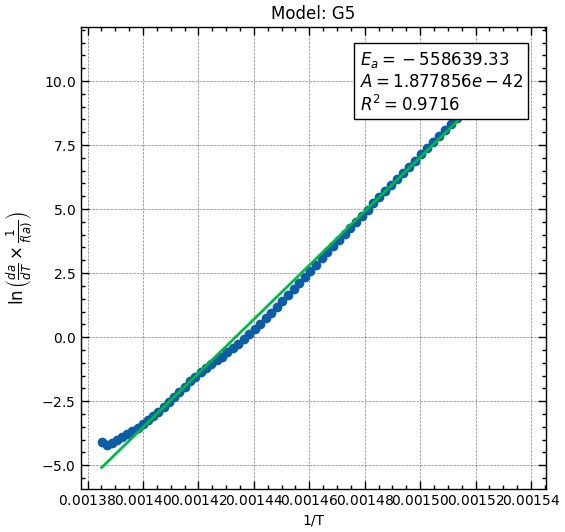 Model: G5
E_a = −558639.33
A = 1.877856e − 42
R^2 = 0.9716
10.0
7.5
5.0
2.5
0.0
−2.5
−5.0
ln(da/dT × 1/f(a))
0.00138 0.00140 0.00142 0.00144 0.00146 0.00148 0.00150 0.00152 0.00154
1/T